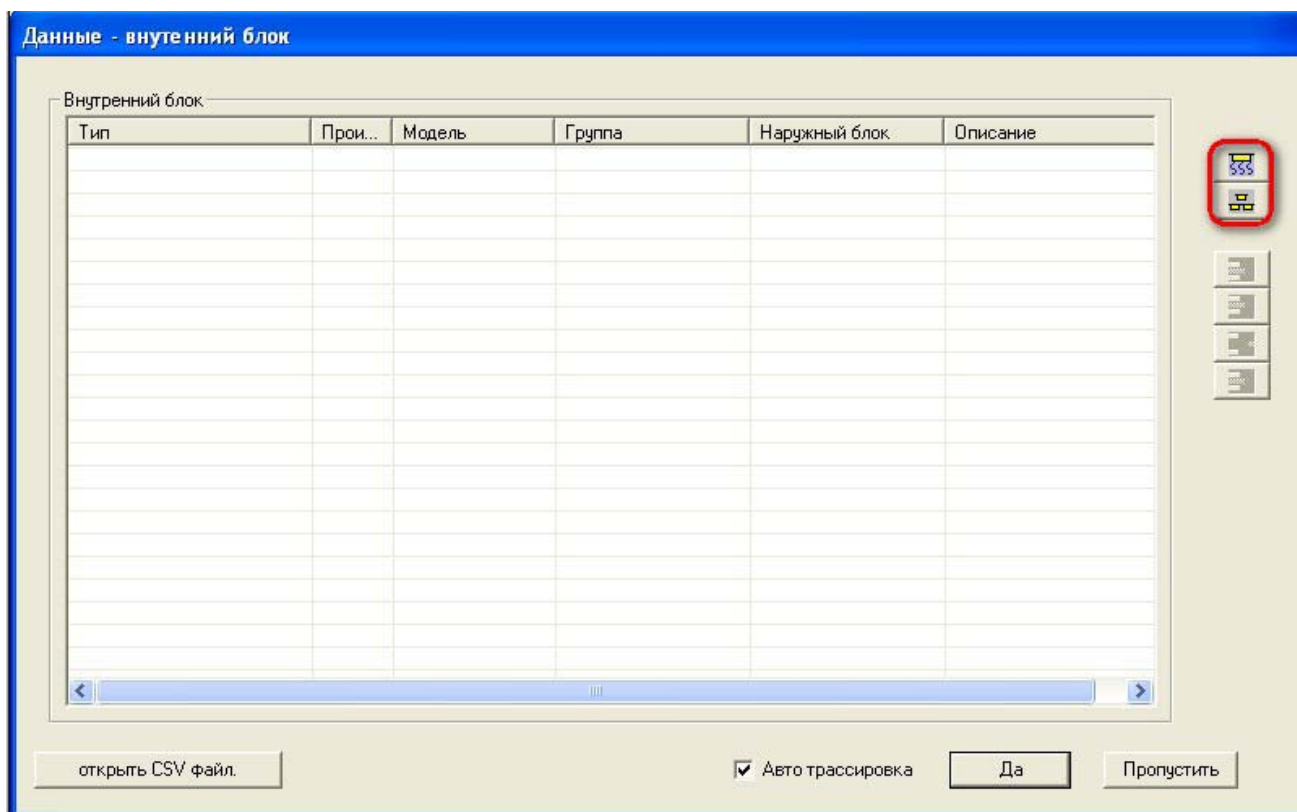 Данные - внутенний блок
Внутренний блок
Тип Прои... Модель Группа Наружный блок Описание
открыть CSV файл. Авто трассировка Да Пропустить